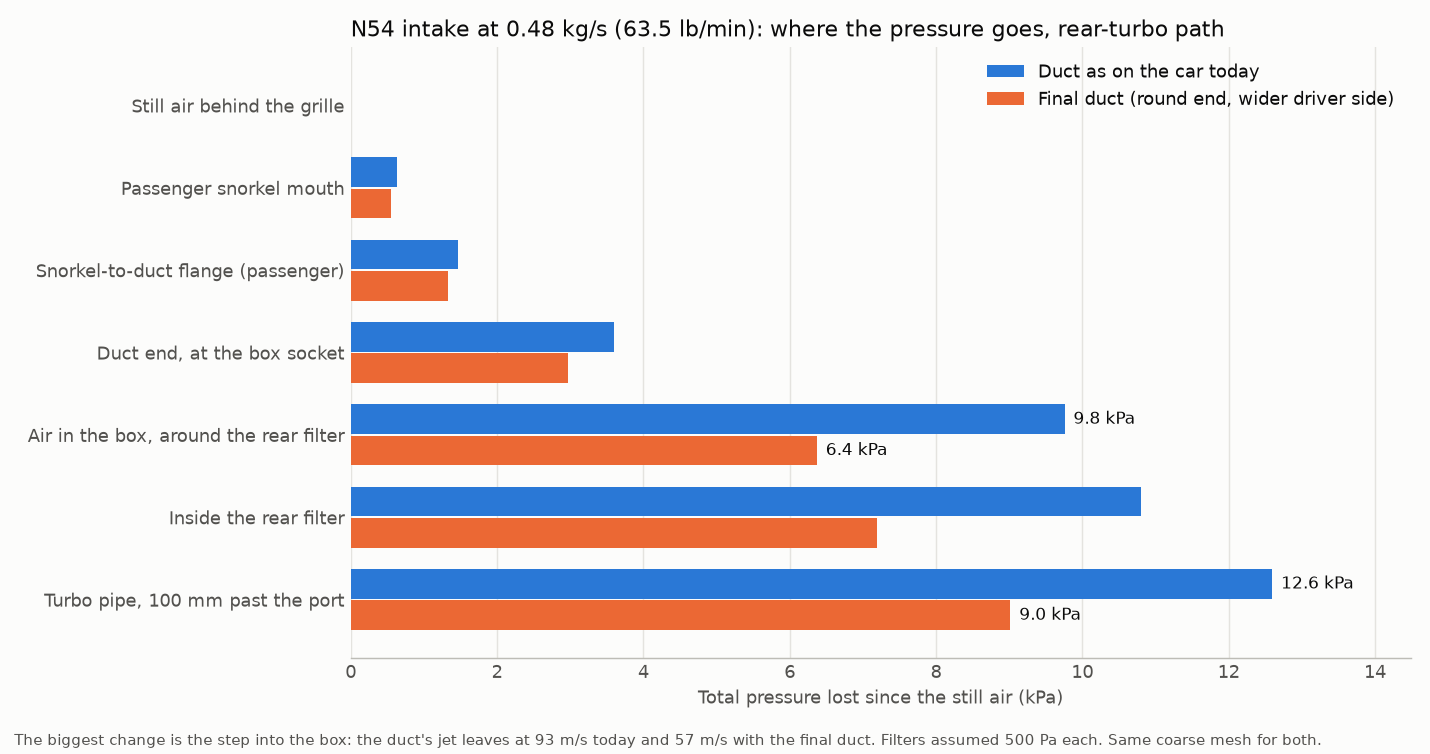 N54 intake at 0.48 kg/s (63.5 lb/min): where the pressure goes, rear-turbo path
Duct as on the car today
Final duct (round end, wider driver side)
Still air behind the grille
Passenger snorkel mouth
Snorkel-to-duct flange (passenger)
Duct end, at the box socket
Air in the box, around the rear filter
9.8 kPa
6.4 kPa
Inside the rear filter
Turbo pipe, 100 mm past the port
12.6 kPa
9.0 kPa
0 2 4 6 8 10 12 14
Total pressure lost since the still air (kPa)
The biggest change is the step into the box: the duct's jet leaves at 93 m/s today and 57 m/s with the final duct. Filters assumed 500 Pa each. Same coarse mesh for both.